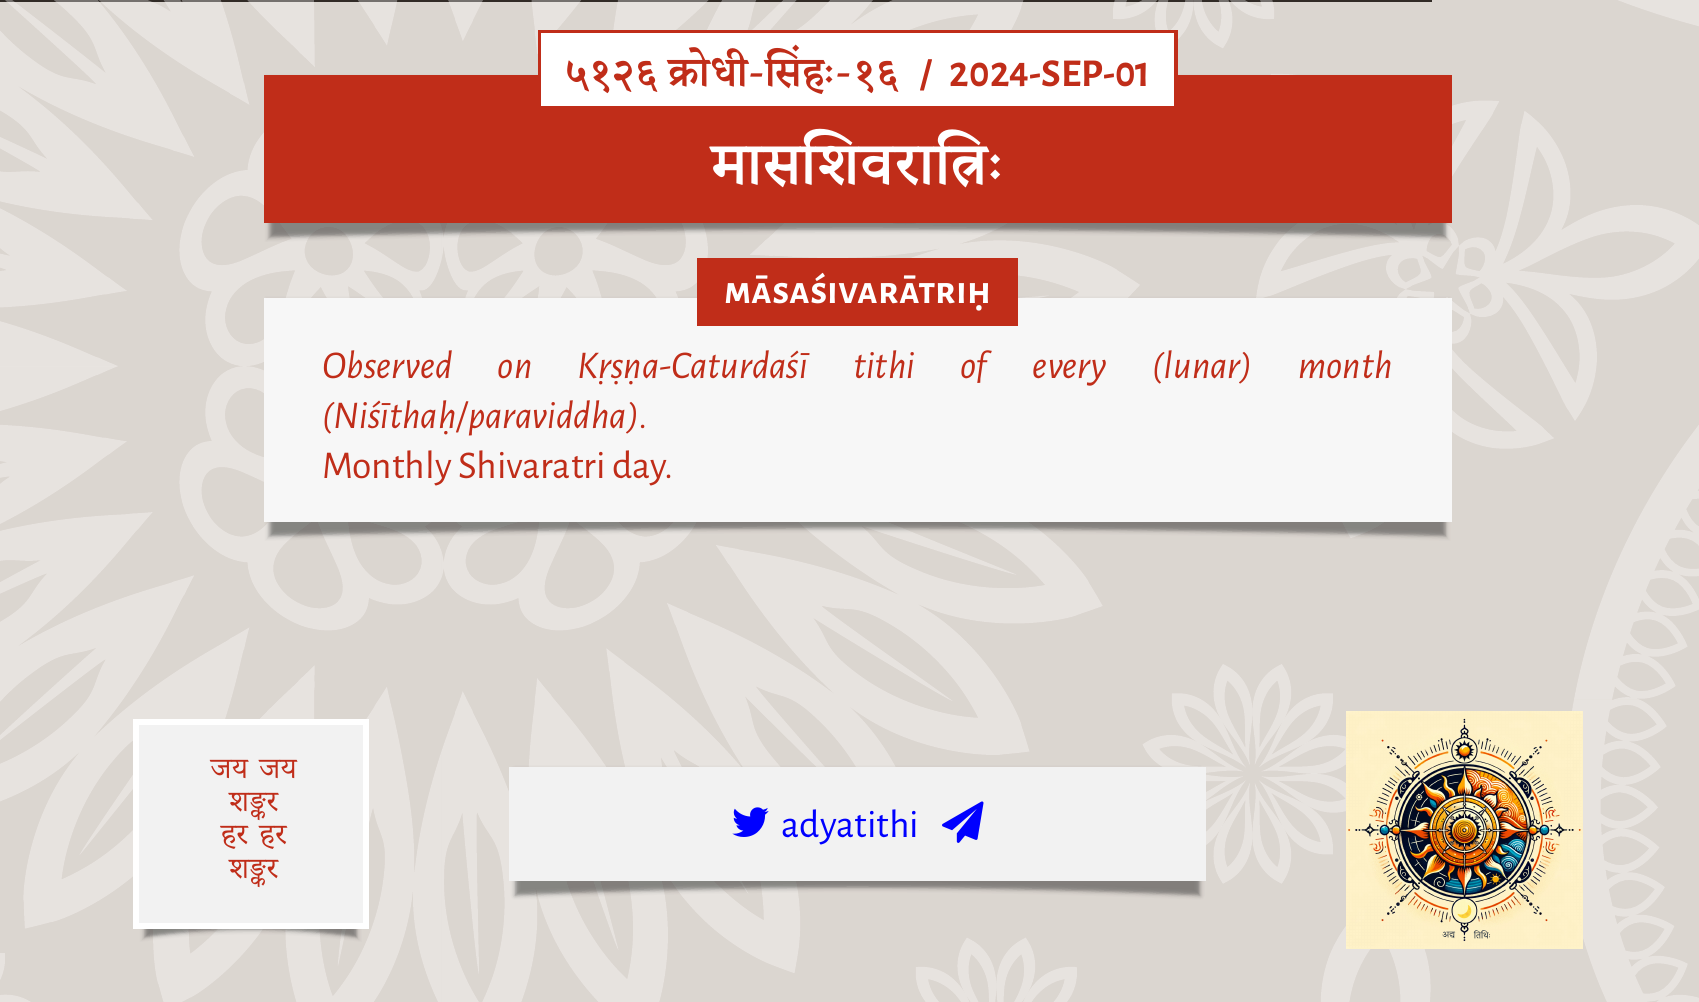 ५१२६ क्रोधी-सिंहः-१६ / 2024-SEP-01
मासशिवरात्रिः
MĀSAŚIVARĀTRIḤ
Observed on Kṛṣṇa-Caturdaśī tithi of every (lunar) month
(Niśīthaḥ/paraviddha).
Monthly Shivaratri day.
जय जय
शङ्कर
हर हर
शङ्कर
adyatithi
अद्य तिथिः